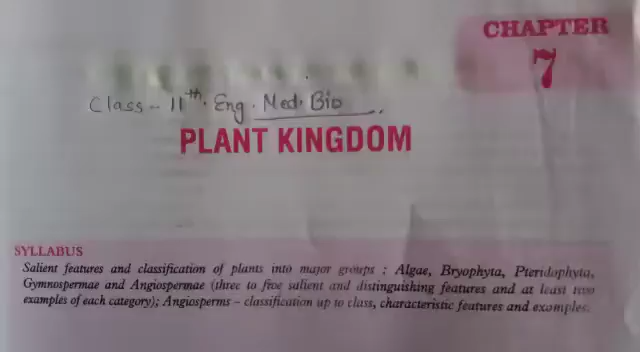 CHAPTER
7
Class - 11th. Eng. Med. Bio
PLANT KINGDOM
SYLLABUS
Salient features and classification of plants into major groups : Algae, Bryophyta, Pteridophyta,
Gymnospermae and Angiospermae (three to five salient and distinguishing features and at least two
examples of each category); Angiosperms – classification up to class, characteristic features and examples.